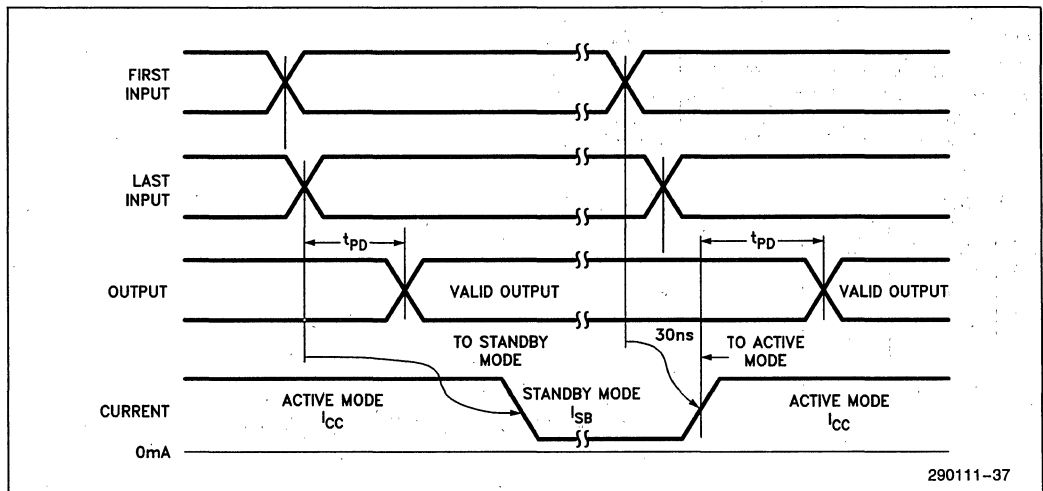 FIRST
INPUT
LAST
INPUT
tPD
tPD
OUTPUT
VALID OUTPUT
VALID OUTPUT
30ns
TO STANDBY
MODE
TO ACTIVE
MODE
CURRENT
ACTIVE MODE
ICC
STANDBY MODE
ISB
ACTIVE MODE
ICC
0mA
290111-37